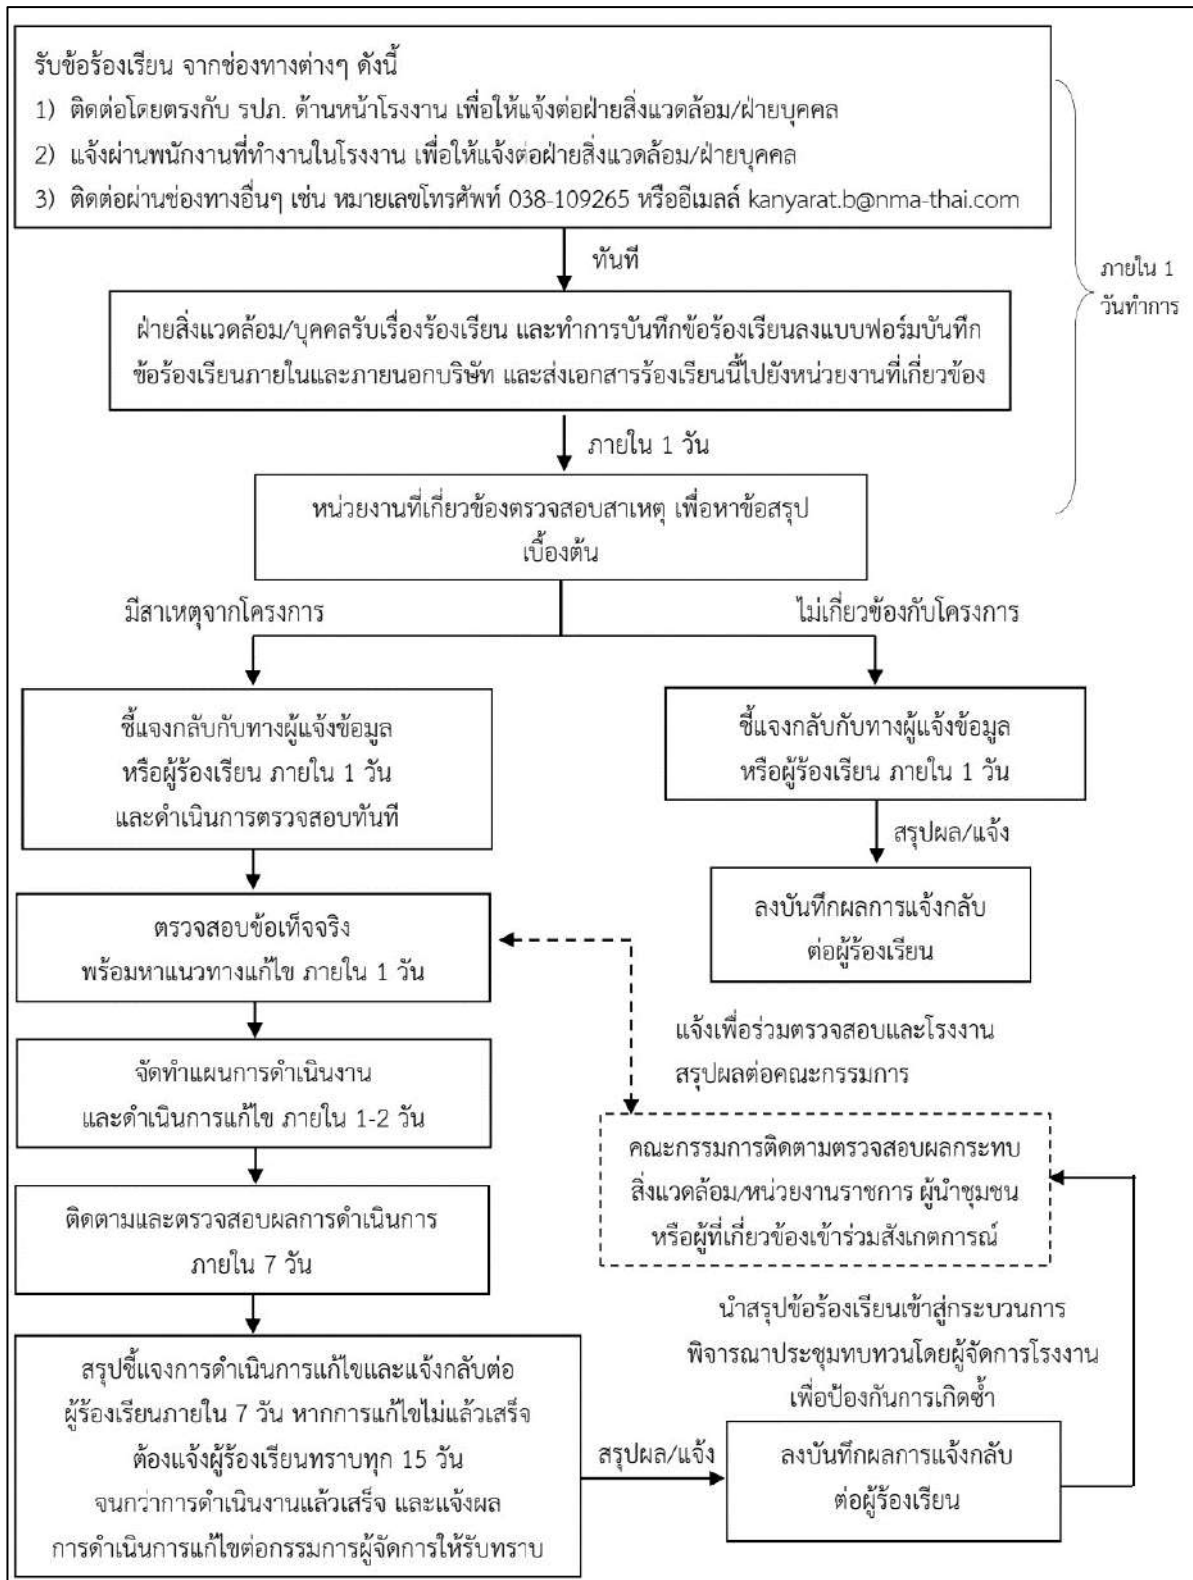 รับข้อร้องเรียน จากช่องทางต่างๆ ดังนี้
1) ติดต่อโดยตรงกับ รปภ. ด้านหน้าโรงงาน เพื่อให้แจ้งต่อฝ่ายสิ่งแวดล้อม/ฝ่ายบุคคล
2) แจ้งผ่านพนักงานที่ทำงานในโรงงาน เพื่อให้แจ้งต่อฝ่ายสิ่งแวดล้อม/ฝ่ายบุคคล
3) ติดต่อผ่านช่องทางอื่นๆ เช่น หมายเลขโทรศัพท์ 038-109265 หรืออีเมลล์ kanyarat.b@nma-thai.com
ทันที
ภายใน 1
วันทำการ
ฝ่ายสิ่งแวดล้อม/บุคคลรับเรื่องร้องเรียน และทำการบันทึกข้อร้องเรียนลงแบบฟอร์มบันทึก
ข้อร้องเรียนภายในและภายนอกบริษัท และส่งเอกสารร้องเรียนนี้ไปยังหน่วยงานที่เกี่ยวข้อง
ภายใน 1 วัน
หน่วยงานที่เกี่ยวข้องตรวจสอบสาเหตุ เพื่อหาข้อสรุป
เบื้องต้น
มีสาเหตุจากโครงการ
ไม่เกี่ยวข้องกับโครงการ
ชี้แจงกลับกับทางผู้แจ้งข้อมูล
หรือผู้ร้องเรียน ภายใน 1 วัน
และดำเนินการตรวจสอบทันที
ชี้แจงกลับกับทางผู้แจ้งข้อมูล
หรือผู้ร้องเรียน ภายใน 1 วัน
สรุปผล/แจ้ง
ลงบันทึกผลการแจ้งกลับ
ต่อผู้ร้องเรียน
ตรวจสอบข้อเท็จจริง
พร้อมหาแนวทางแก้ไข ภายใน 1 วัน
แจ้งเพื่อร่วมตรวจสอบและโรงงาน
สรุปผลต่อคณะกรรมการ
จัดทำแผนการดำเนินงาน
และดำเนินการแก้ไข ภายใน 1-2 วัน
คณะกรรมการติดตามตรวจสอบผลกระทบ
สิ่งแวดล้อม/หน่วยงานราชการ ผู้นำชุมชน
หรือผู้ที่เกี่ยวข้องเข้าร่วมสังเกตการณ์
ติดตามและตรวจสอบผลการดำเนินการ
ภายใน 7 วัน
นำสรุปข้อร้องเรียนเข้าสู่กระบวนการ
พิจารณาประชุมทบทวนโดยผู้จัดการโรงงาน
เพื่อป้องกันการเกิดซ้ำ
สรุปชี้แจงการดำเนินการแก้ไขและแจ้งกลับต่อ
ผู้ร้องเรียนภายใน 7 วัน หากการแก้ไขไม่แล้วเสร็จ
ต้องแจ้งผู้ร้องเรียนทราบทุก 15 วัน
จนกว่าการดำเนินงานแล้วเสร็จ และแจ้งผล
การดำเนินการแก้ไขต่อกรรมการผู้จัดการให้รับทราบ
สรุปผล/แจ้ง
ลงบันทึกผลการแจ้งกลับ
ต่อผู้ร้องเรียน